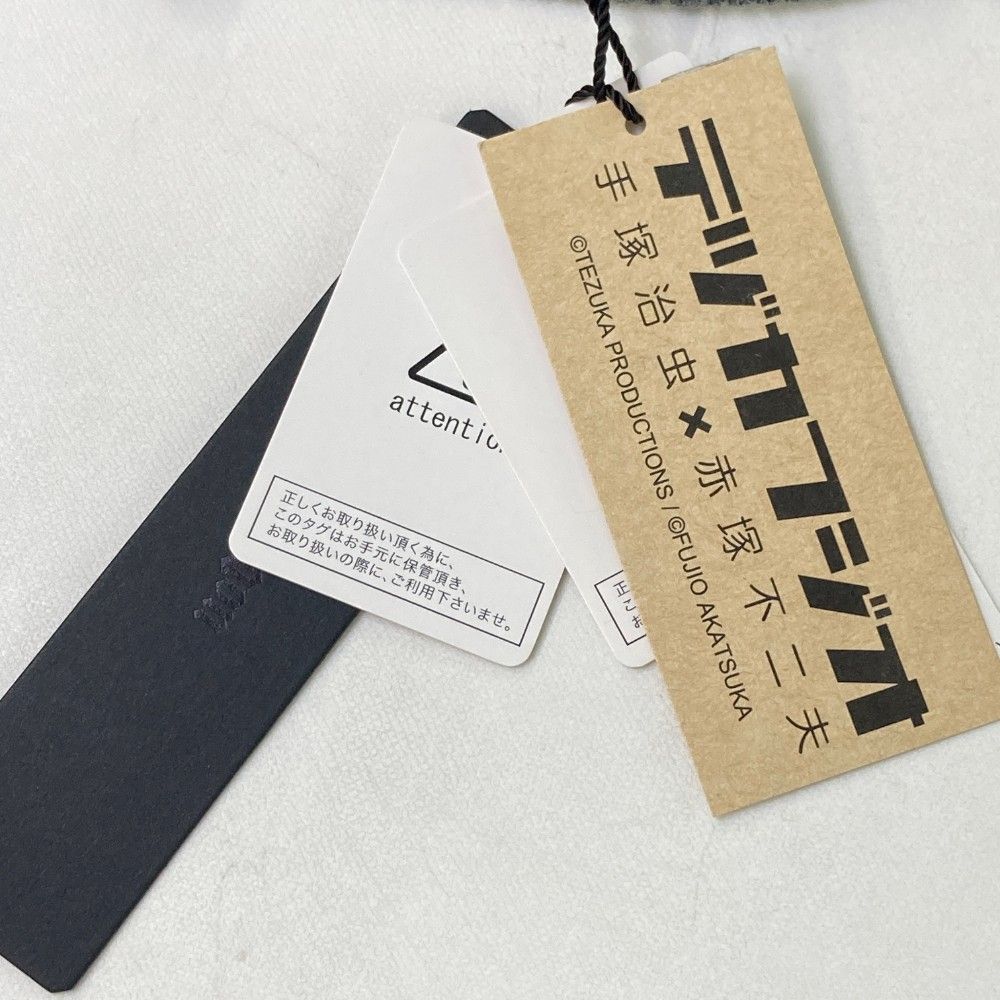 テヅカフジオ
手塚治虫×赤塚不二夫
©TEZUKA PRODUCTIONS / ©FUJIO AKATSUKA
正しくお取り扱い頂く為に、
このタグはお手元に保管頂き、
お取り扱いの際に、ご利用下さいませ。